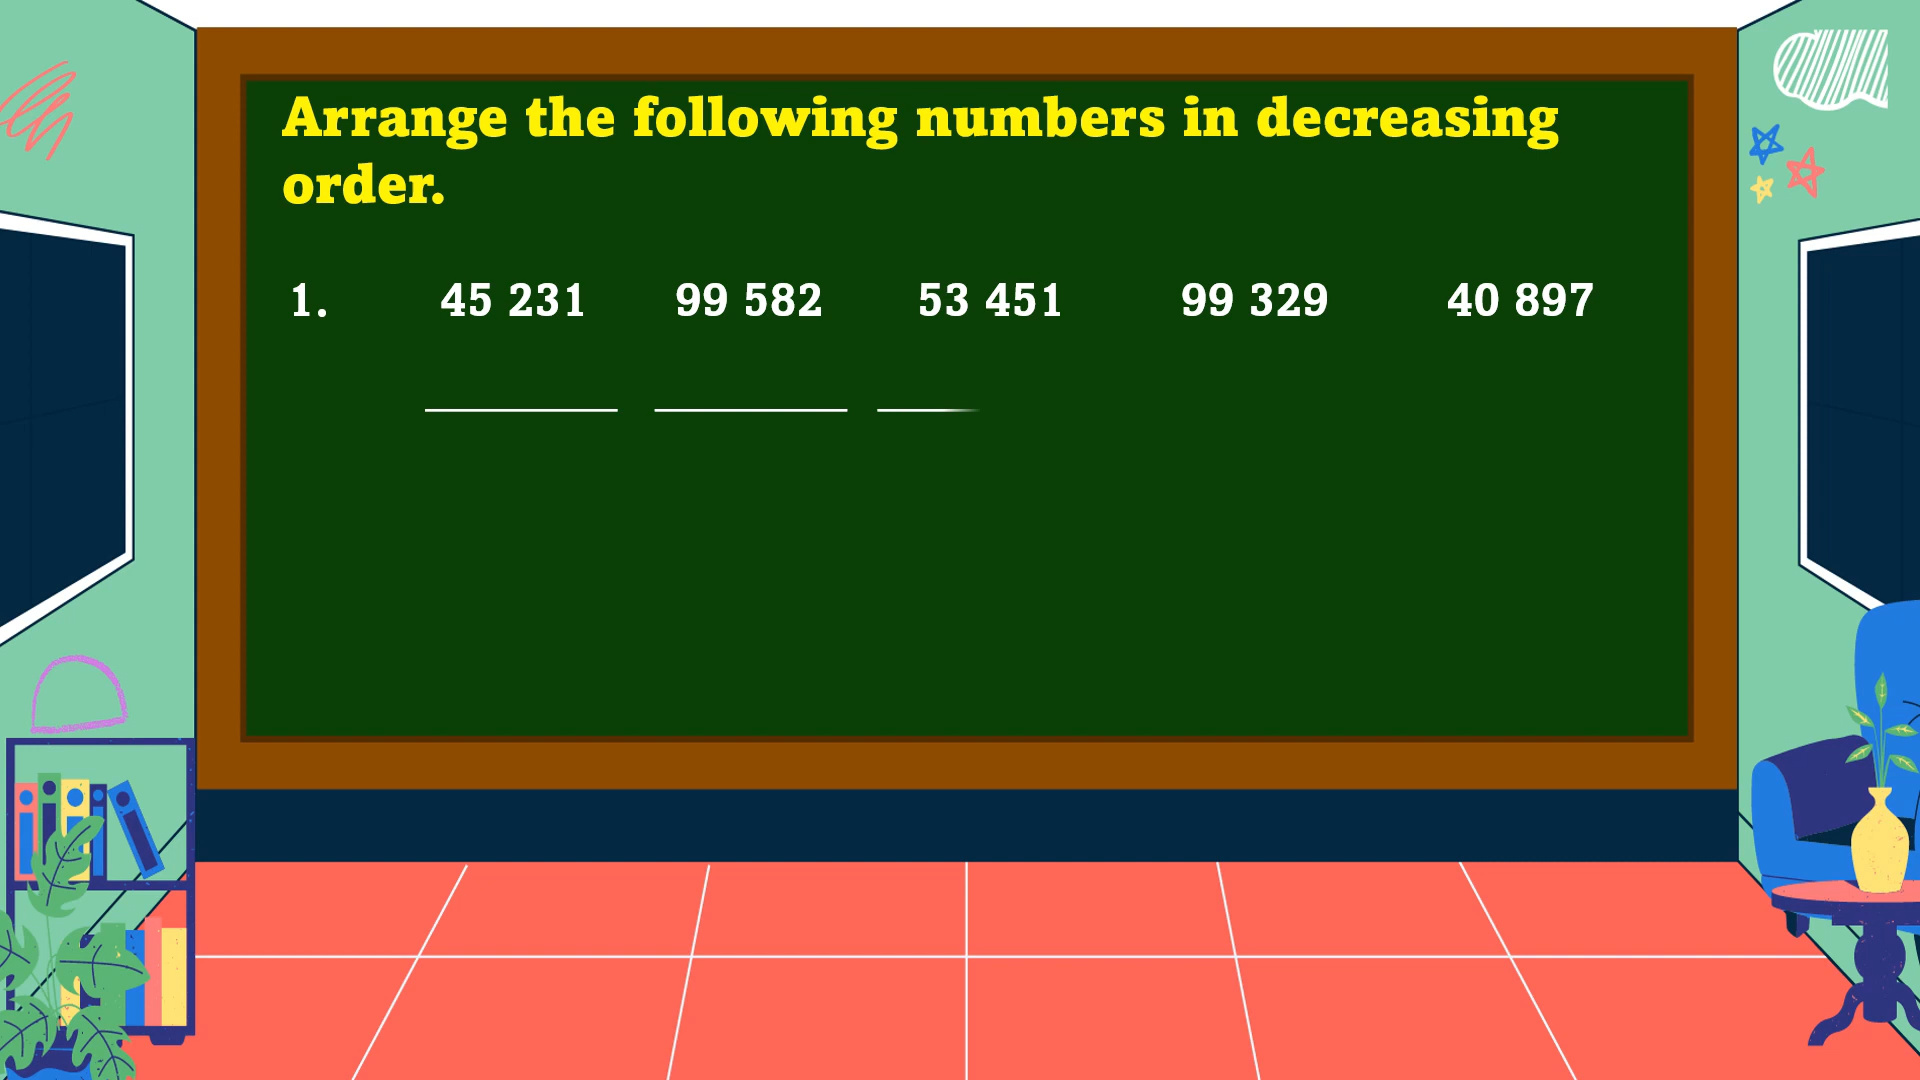 Arrange the following numbers in decreasing
order.
1. 45 231 99 582 53 451 99 329 40 897